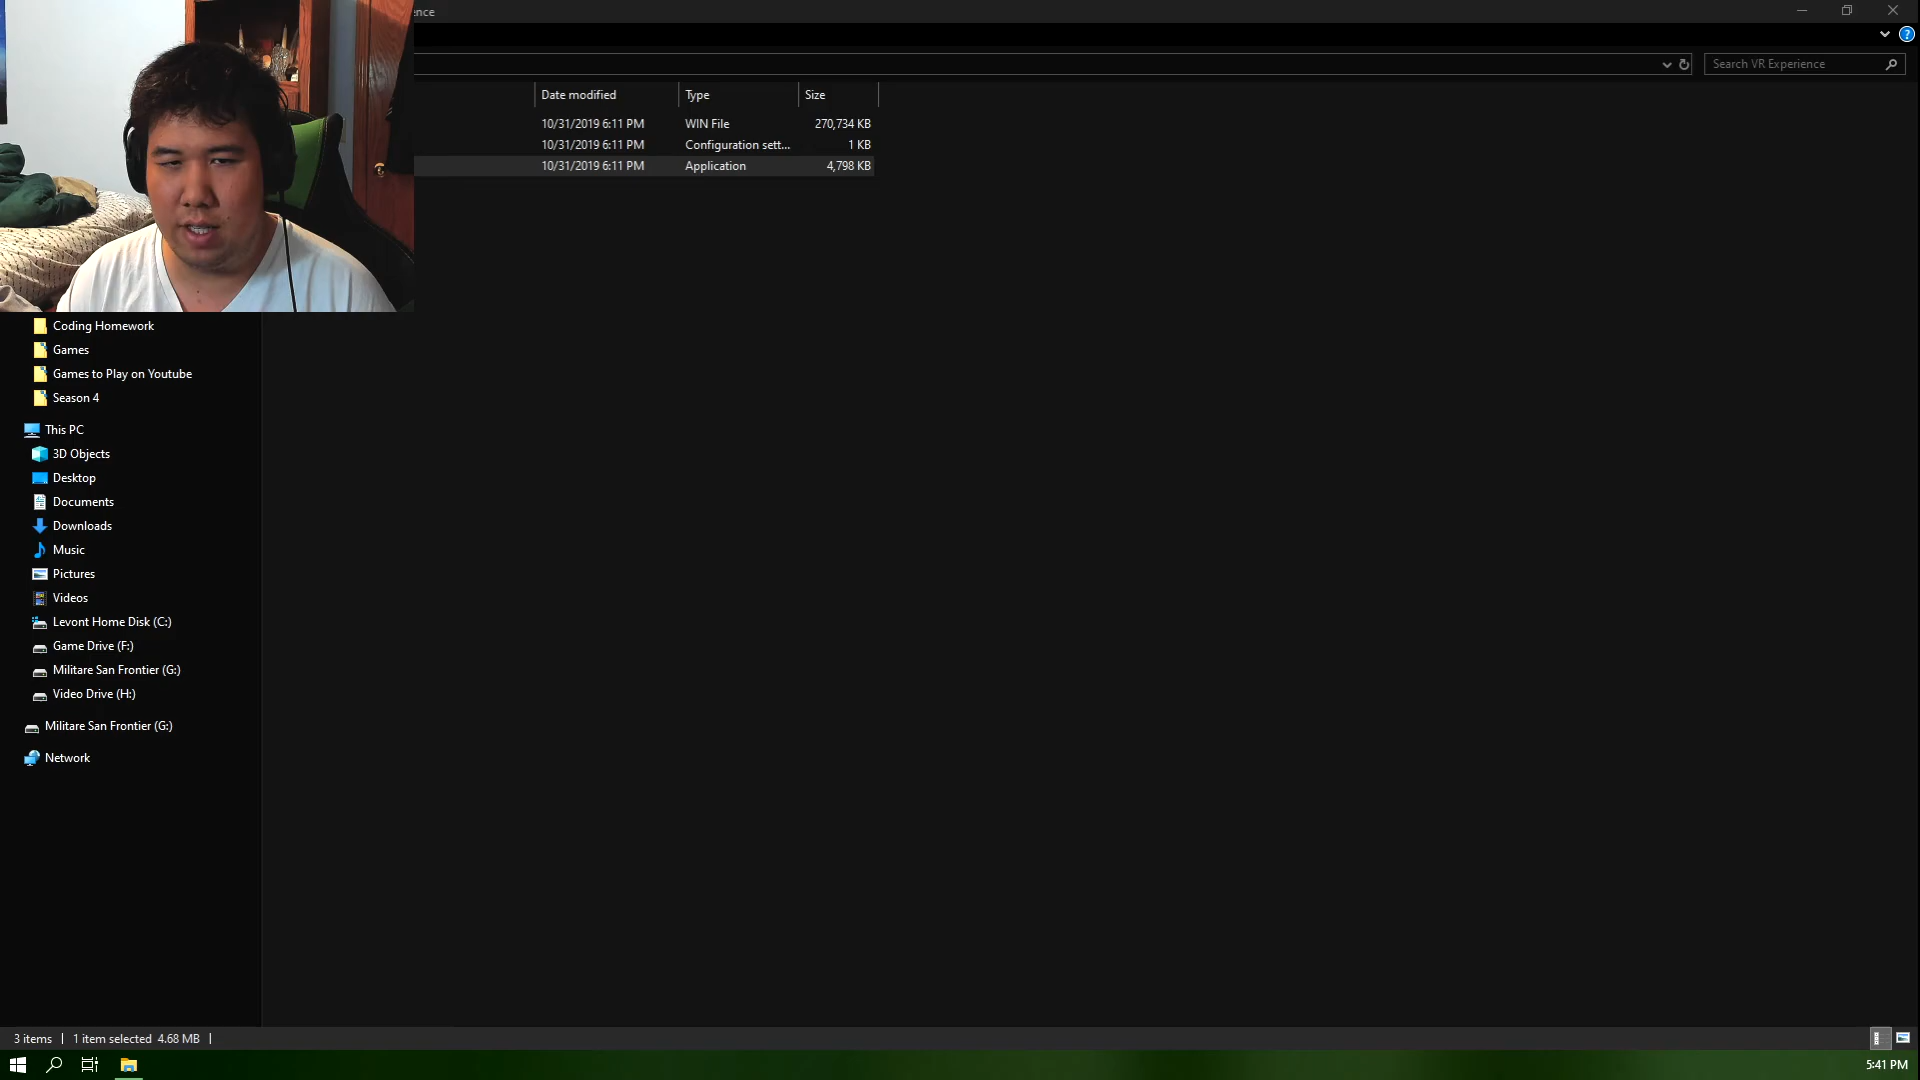 ence
Search VR Experience
Date modified Type Size
10/31/2019 6:11 PM WIN File 270,734 KB
10/31/2019 6:11 PM Configuration sett... 1 KB
10/31/2019 6:11 PM Application 4,798 KB
Coding Homework
Games
Games to Play on Youtube
Season 4
This PC
3D Objects
Desktop
Documents
Downloads
Music
Pictures
Videos
Levont Home Disk (C:)
Game Drive (F:)
Militare San Frontier (G:)
Video Drive (H:)
Militare San Frontier (G:)
Network
3 items 1 item selected 4.68 MB
5:41 PM